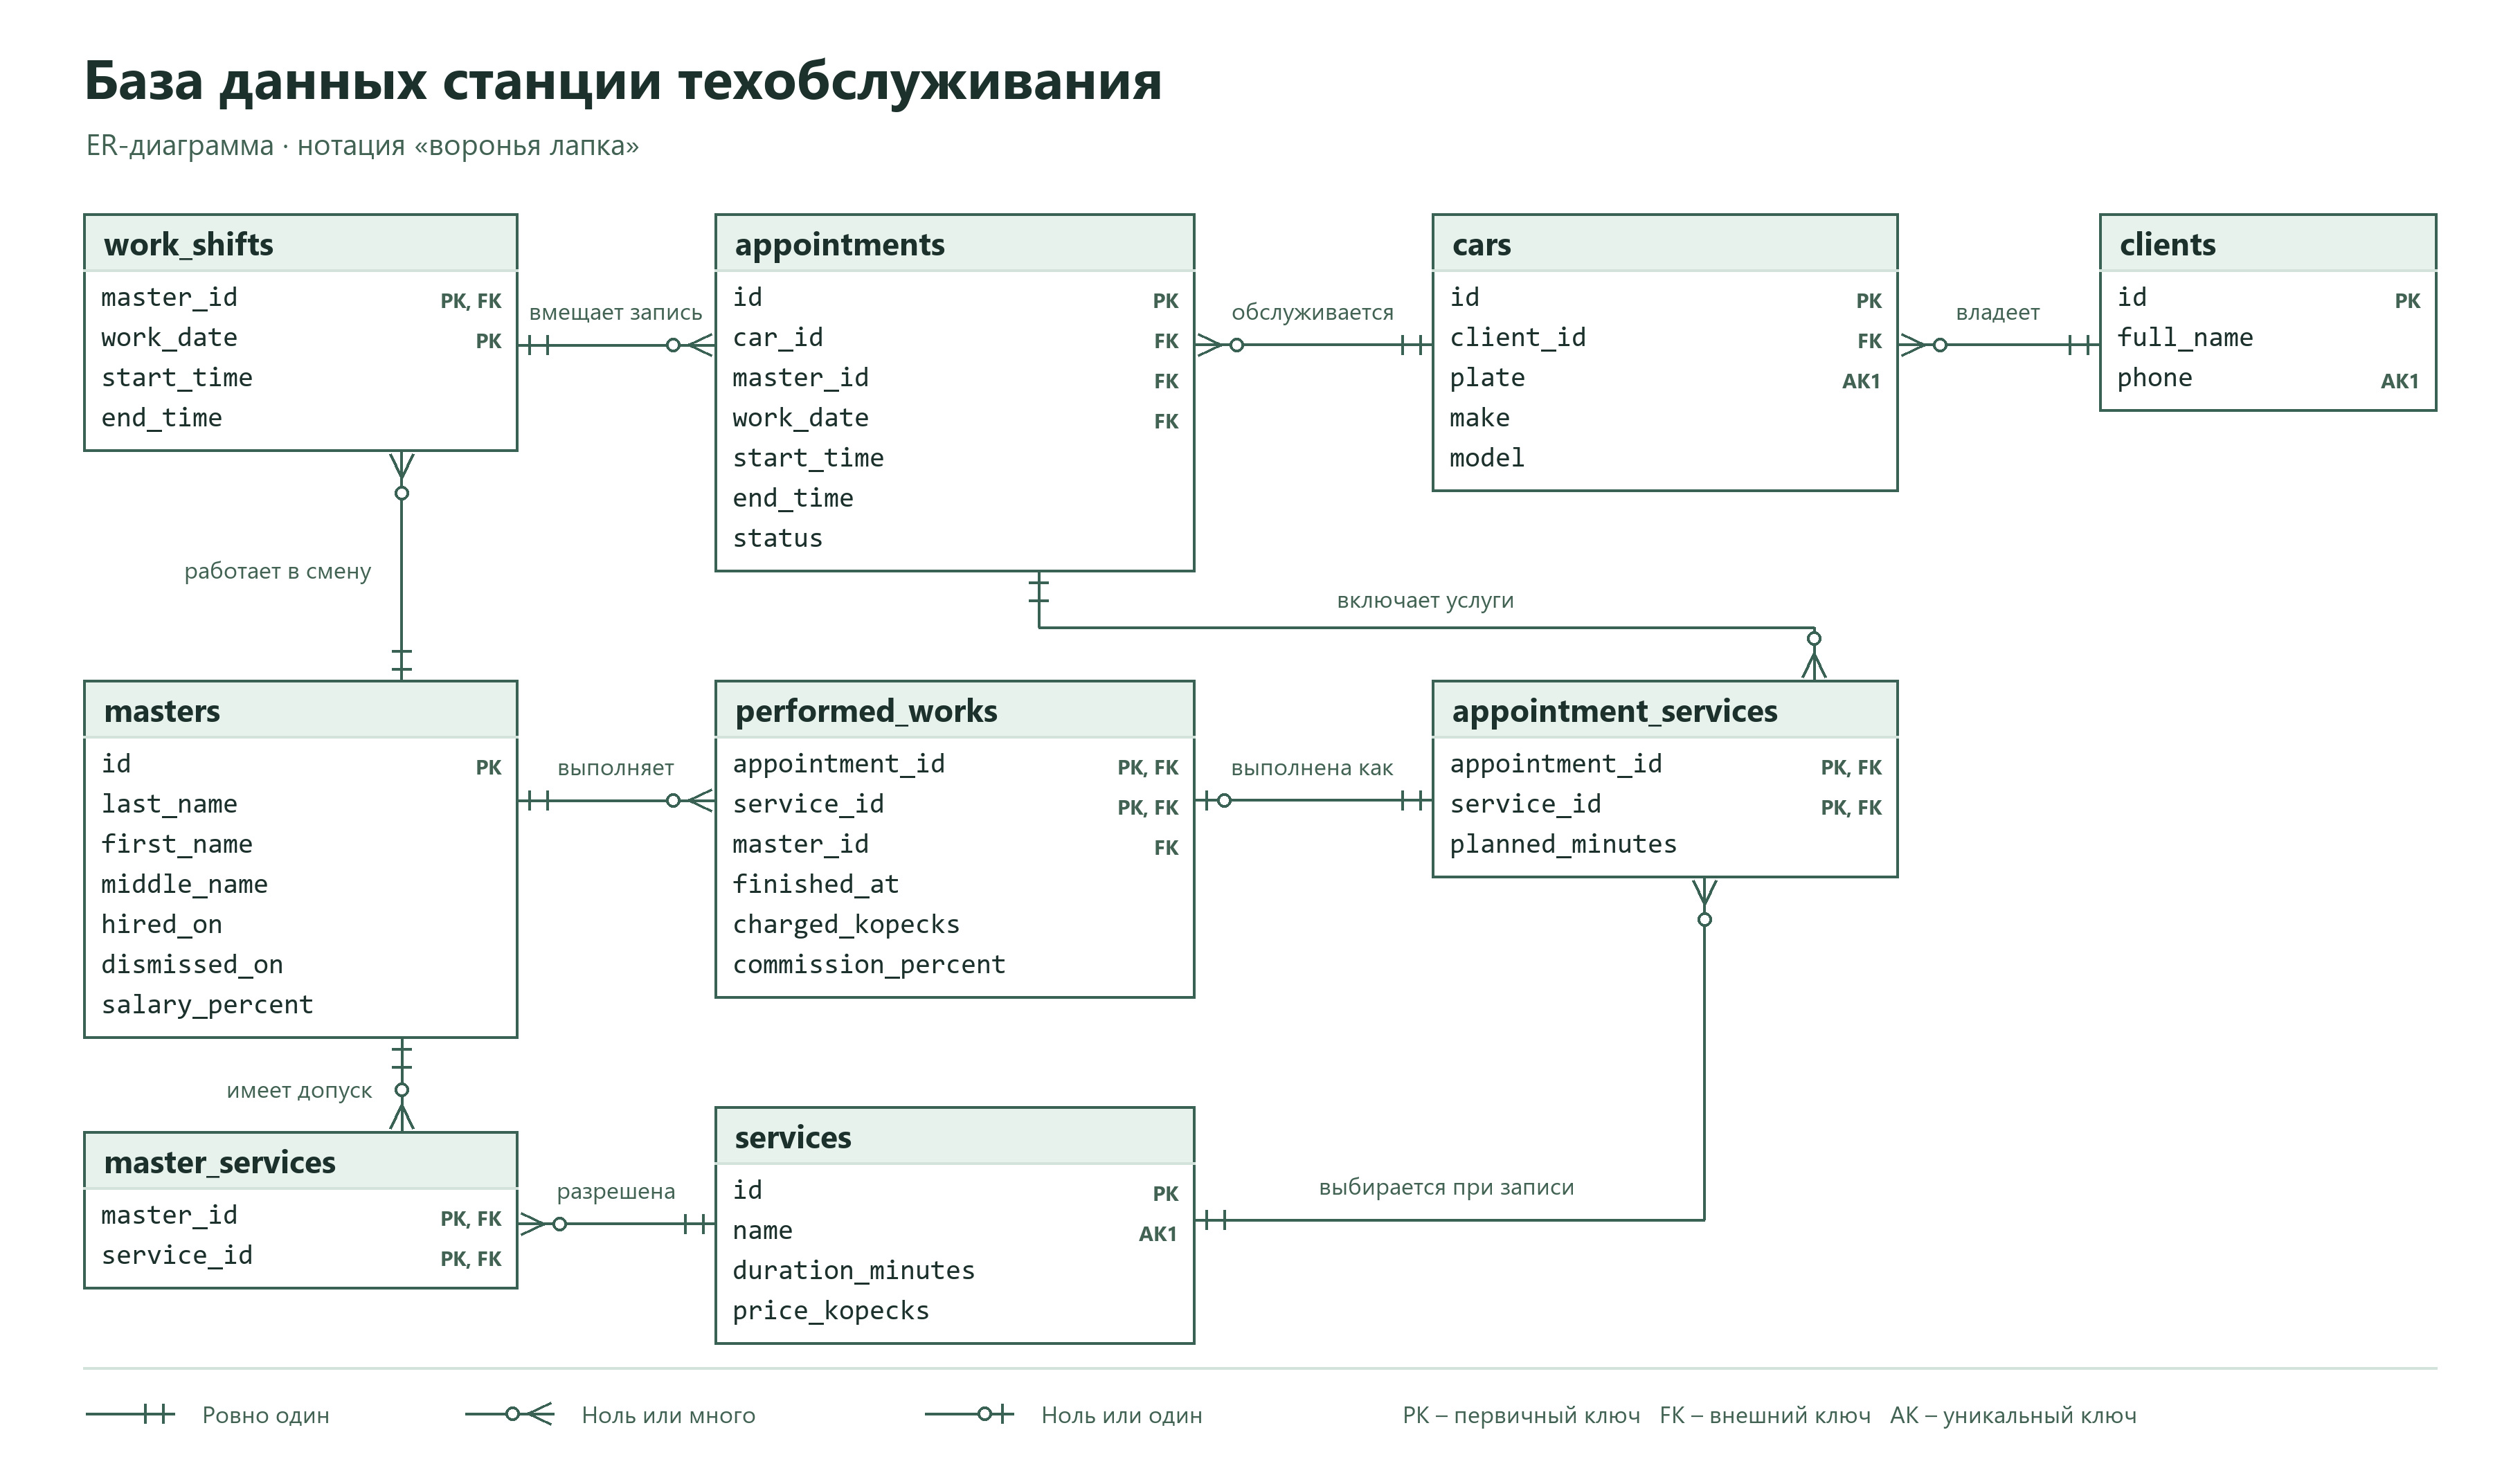 База данных станции техобслуживания
ER-диаграмма · нотация «воронья лапка»
work_shifts
master_id PK, FK
work_date PK
start_time
end_time
вмещает запись
appointments
id PK
car_id FK
master_id FK
work_date FK
start_time
end_time
status
обслуживается
cars
id PK
client_id FK
plate AK1
make
model
владеет
clients
id PK
full_name
phone AK1
работает в смену
включает услуги
masters
id PK
last_name
first_name
middle_name
hired_on
dismissed_on
salary_percent
выполняет
performed_works
appointment_id PK, FK
service_id PK, FK
master_id FK
finished_at
charged_kopecks
commission_percent
выполнена как
appointment_services
appointment_id PK, FK
service_id PK, FK
planned_minutes
имеет допуск
master_services
master_id PK, FK
service_id PK, FK
разрешена
services
id PK
name AK1
duration_minutes
price_kopecks
выбирается при записи
Ровно один
Ноль или много
Ноль или один
PK – первичный ключ FK – внешний ключ AK – уникальный ключ